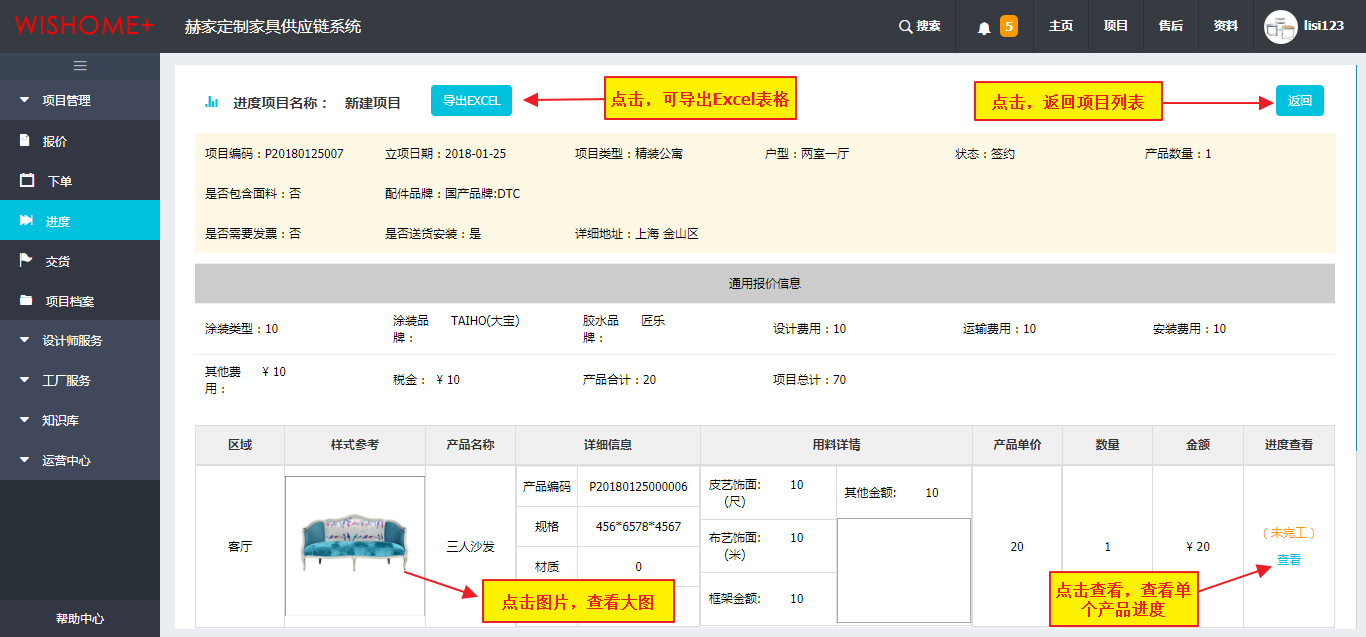 WISHOME+
赫家定制家具供应链系统
搜索
5
主页
项目
售后
资料
lisi123
项目管理
报价
下单
进度
交货
项目档案
设计师服务
工厂服务
知识库
运营中心
帮助中心
进度项目名称： 新建项目
导出EXCEL
点击，可导出Excel表格
点击，返回项目列表
返回
项目编码：P20180125007 立项日期：2018-01-25 项目类型：精装公寓 户型：两室一厅 状态：签约 产品数量：1
是否包含面料：否 配件品牌：国产品牌:DTC
是否需要发票：否 是否送货安装：是 详细地址：上海 金山区
通用报价信息
涂装类型：10
涂装品
牌：
TAIHO(大宝)
胶水品
牌：
匠乐
设计费用：10
运输费用：10
安装费用：10
其他费
用：
¥ 10
税金： ¥ 10
产品合计：20
项目总计：70
区域 样式参考 产品名称 详细信息 用料详情 产品单价 数量 金额 进度查看
客厅
三人沙发
产品编码 P20180125000006
规格 456*6578*4567
材质 0
皮艺饰面:
（尺）
10
布艺饰面:
（米）
10
框架金额: 10
其他金额: 10
20
1
¥ 20
（未完工）
查看
点击图片，查看大图
点击查看，查看单
个产品进度